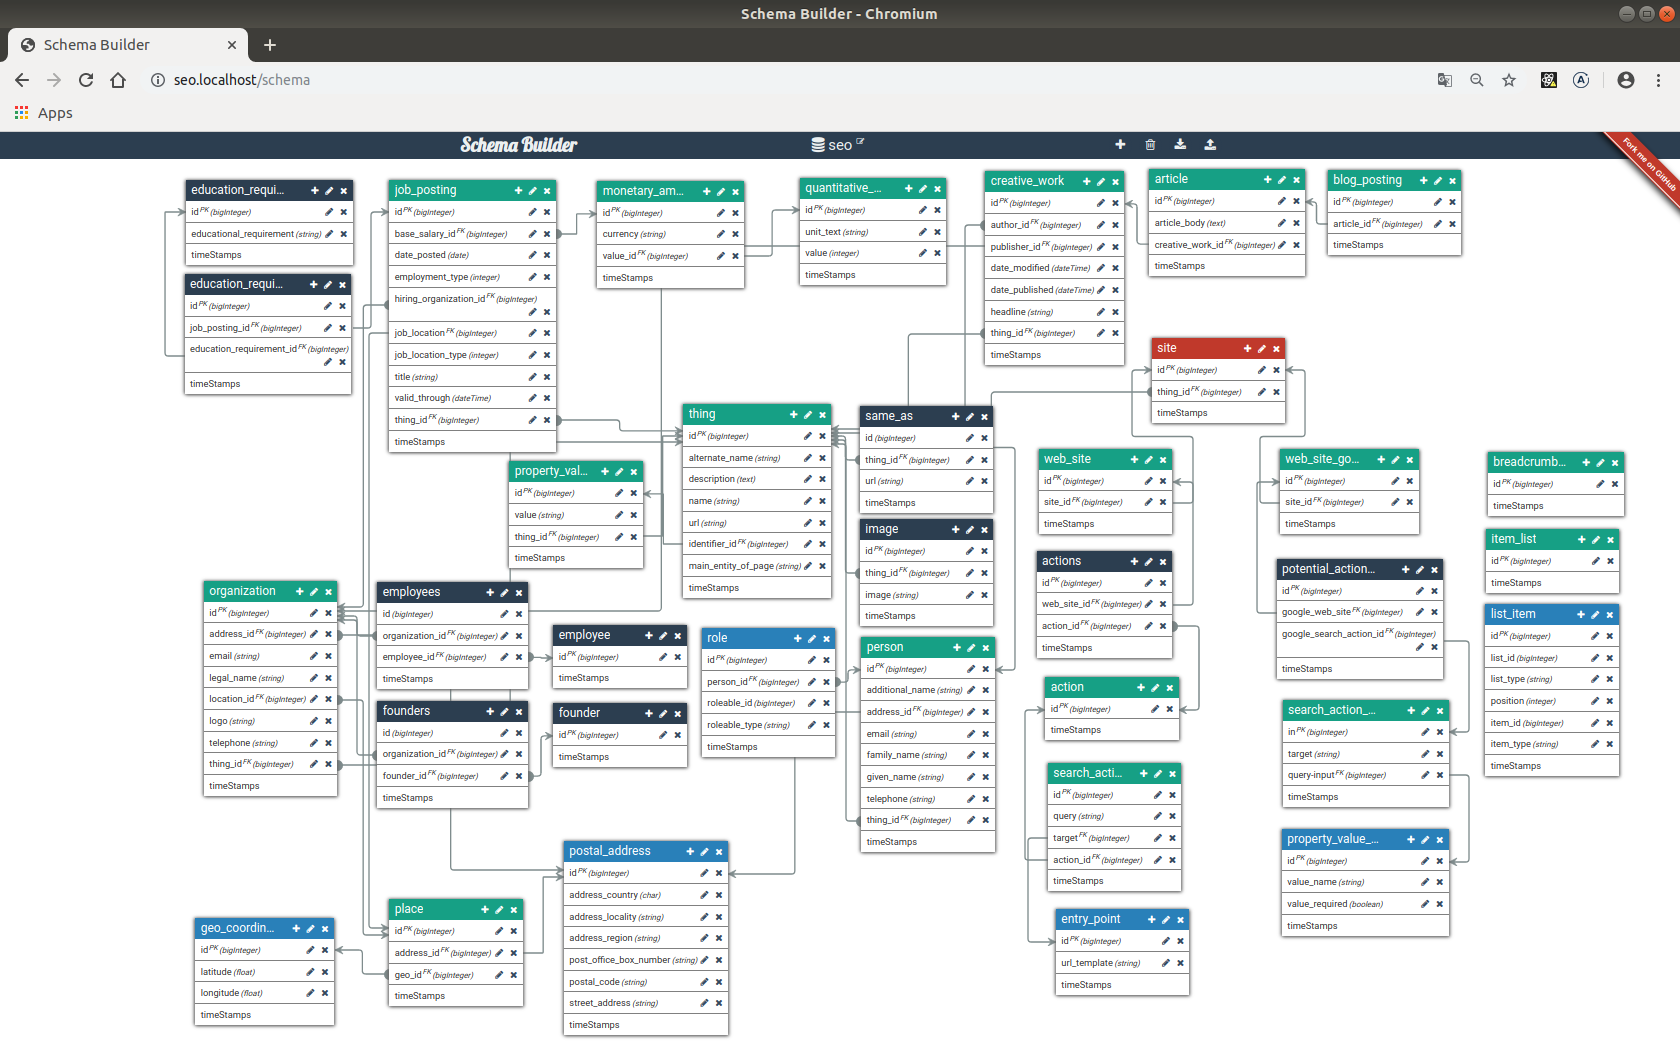 Schema Builder - Chromium
Schema Builder
seo.localhost/schema
Apps
Schema Builder
seo
Fork me on GitHub
education_requi...
id PK (bigInteger)
educational_requirement (string)
timeStamps
education_requi...
id PK (bigInteger)
job_posting_id FK (bigInteger)
education_requirement_id FK (bigInteger)
timeStamps
job_posting
id PK (bigInteger)
base_salary_id FK (bigInteger)
date_posted (date)
employment_type (integer)
hiring_organization_id FK (bigInteger)
job_location FK (bigInteger)
job_location_type (integer)
title (string)
valid_through (dateTime)
thing_id FK (bigInteger)
timeStamps
monetary_am...
id PK (bigInteger)
currency (string)
value_id FK (bigInteger)
timeStamps
quantitative_...
id PK (bigInteger)
unit_text (string)
value (integer)
timeStamps
creative_work
id PK (bigInteger)
author_id FK (bigInteger)
publisher_id FK (bigInteger)
date_modified (dateTime)
date_published (dateTime)
headline (string)
thing_id FK (bigInteger)
timeStamps
article
id PK (bigInteger)
article_body (text)
creative_work_id FK (bigInteger)
timeStamps
blog_posting
id PK (bigInteger)
article_id FK (bigInteger)
timeStamps
site
id PK (bigInteger)
thing_id FK (bigInteger)
timeStamps
thing
id PK (bigInteger)
alternate_name (string)
description (text)
name (string)
url (string)
identifier_id FK (bigInteger)
main_entity_of_page (string)
timeStamps
same_as
id (bigInteger)
thing_id FK (bigInteger)
url (string)
timeStamps
property_val...
id PK (bigInteger)
value (string)
thing_id FK (bigInteger)
timeStamps
image
id PK (bigInteger)
thing_id FK (bigInteger)
image (string)
timeStamps
web_site
id PK (bigInteger)
site_id FK (bigInteger)
timeStamps
web_site_go...
id PK (bigInteger)
site_id FK (bigInteger)
timeStamps
breadcrumb...
id PK (bigInteger)
timeStamps
item_list
id PK (bigInteger)
timeStamps
actions
id PK (bigInteger)
web_site_id FK (bigInteger)
action_id FK (bigInteger)
timeStamps
potential_action...
id PK (bigInteger)
google_web_site FK (bigInteger)
google_search_action_id FK (bigInteger)
timeStamps
list_item
id PK (bigInteger)
list_id (bigInteger)
list_type (string)
position (integer)
item_id (bigInteger)
item_type (string)
timeStamps
organization
id PK (bigInteger)
address_id FK (bigInteger)
email (string)
legal_name (string)
location_id FK (bigInteger)
logo (string)
telephone (string)
thing_id FK (bigInteger)
timeStamps
employees
id (bigInteger)
organization_id FK (bigInteger)
employee_id FK (bigInteger)
timeStamps
employee
id PK (bigInteger)
timeStamps
role
id PK (bigInteger)
person_id FK (bigInteger)
roleable_id (bigInteger)
roleable_type (string)
timeStamps
person
id PK (bigInteger)
additional_name (string)
address_id FK (bigInteger)
email (string)
family_name (string)
given_name (string)
telephone (string)
thing_id FK (bigInteger)
timeStamps
founders
id (bigInteger)
organization_id FK (bigInteger)
founder_id FK (bigInteger)
timeStamps
founder
id PK (bigInteger)
timeStamps
action
id PK (bigInteger)
timeStamps
search_action_...
in PK (bigInteger)
target (string)
query-input FK (bigInteger)
timeStamps
search_acti...
id PK (bigInteger)
query (string)
target FK (bigInteger)
action_id FK (bigInteger)
timeStamps
property_value_...
id PK (bigInteger)
value_name (string)
value_required (boolean)
timeStamps
postal_address
id PK (bigInteger)
address_country (char)
address_locality (string)
address_region (string)
post_office_box_number (string)
postal_code (string)
street_address (string)
timeStamps
place
id PK (bigInteger)
address_id FK (bigInteger)
geo_id FK (bigInteger)
timeStamps
geo_coordin...
id PK (bigInteger)
latitude (float)
longitude (float)
timeStamps
entry_point
id PK (bigInteger)
url_template (string)
timeStamps